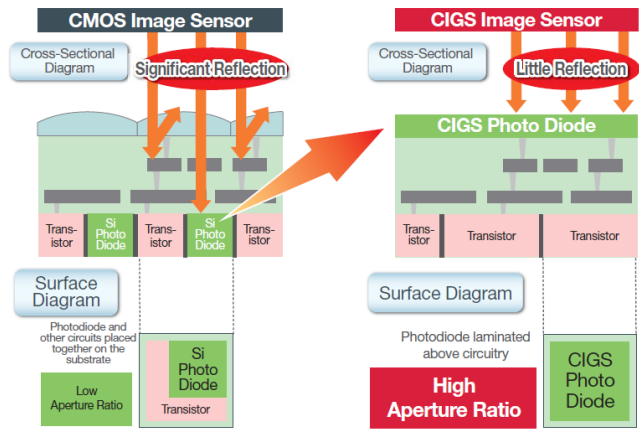 CMOS Image Sensor
Cross-Sectional
Diagram
Significant Reflection
Trans-
istor
Si
Photo
Diode
Trans-
istor
Si
Photo
Diode
Trans-
istor
Surface
Diagram
Photodiode and
other circuits placed
together on the
substrate
Low
Aperture Ratio
Si
Photo
Diode
Transistor
CIGS Image Sensor
Cross-Sectional
Diagram
Little Reflection
CIGS Photo Diode
Trans-
istor
Transistor
Transistor
Surface Diagram
Photodiode laminated
above circuitry
High
Aperture Ratio
CIGS
Photo
Diode